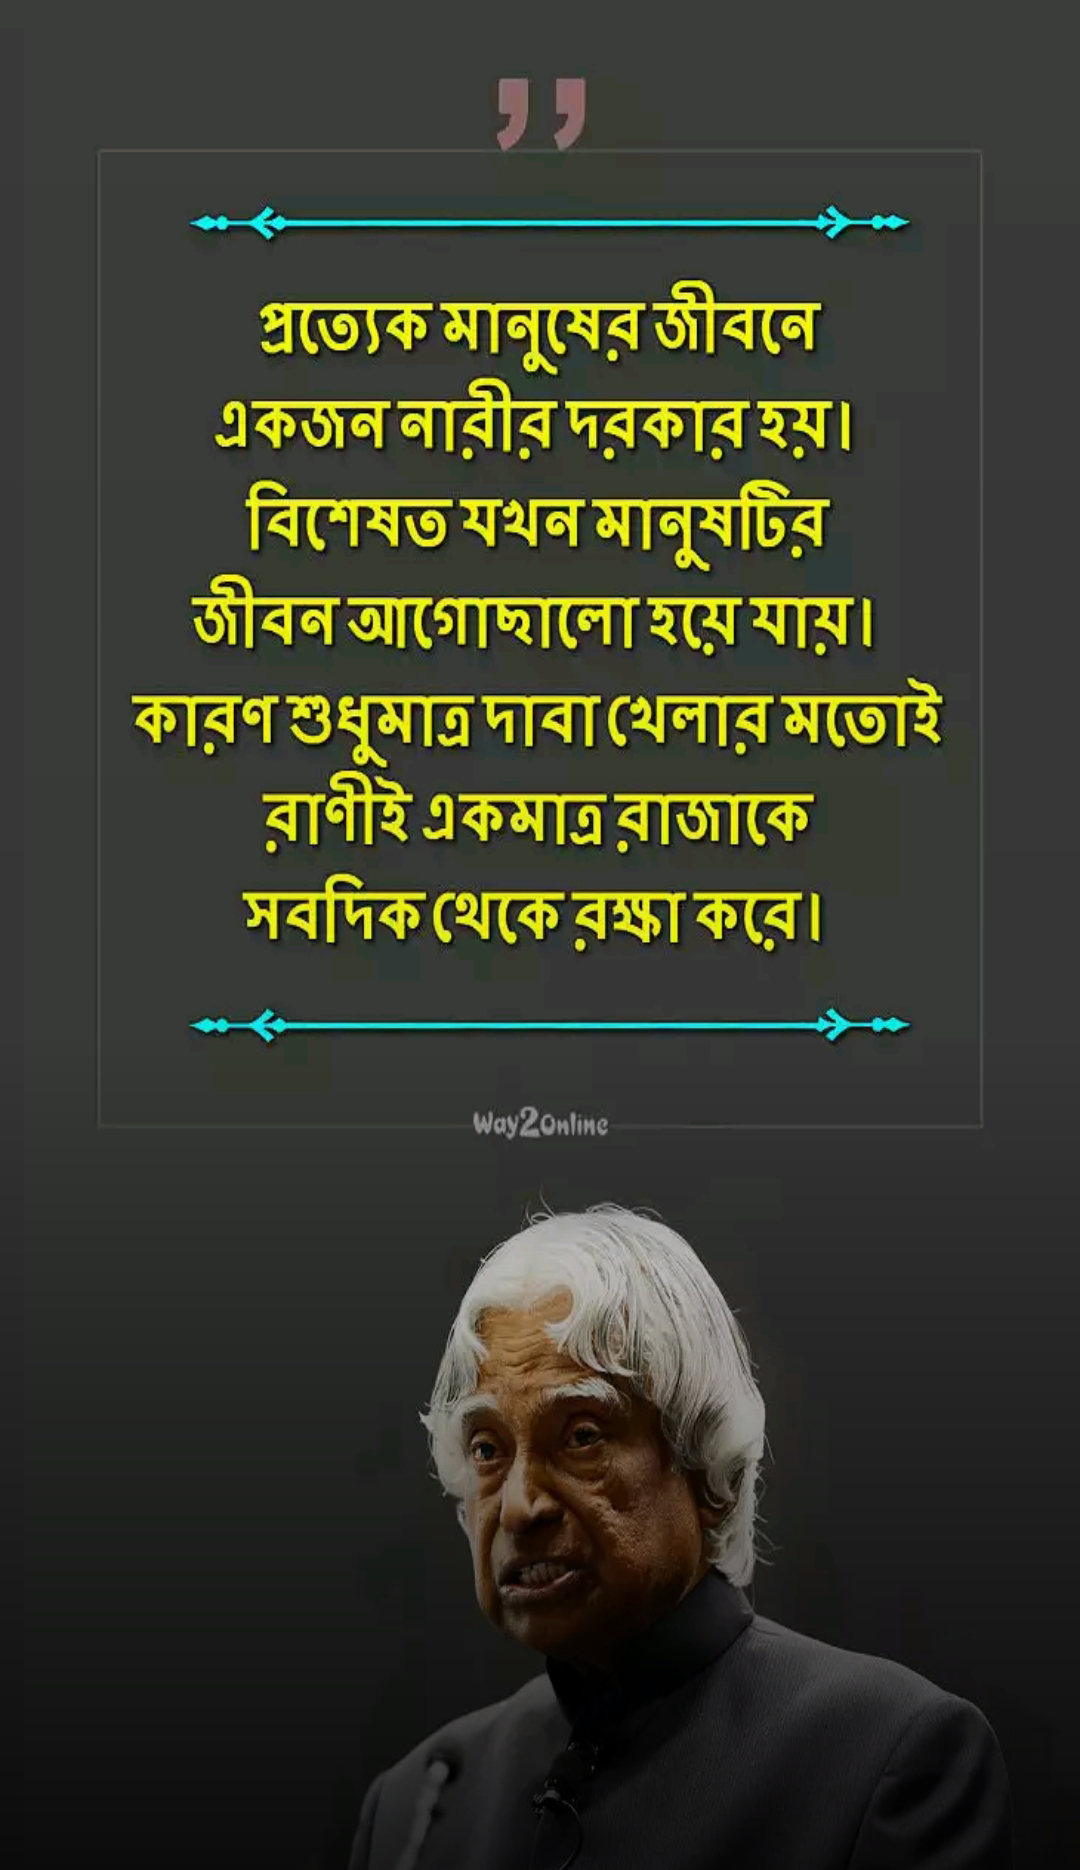 প্রত্যেক মানুষের জীবনে
একজন নারীর দরকার হয়।
বিশেষত যখন মানুষটির
জীবন আগোছালো হয়ে যায়।
কারণ শুধুমাত্র দাবা খেলার মতোই
রাণীই একমাত্র রাজাকে
সবদিক থেকে রক্ষা করে।
Way2Online